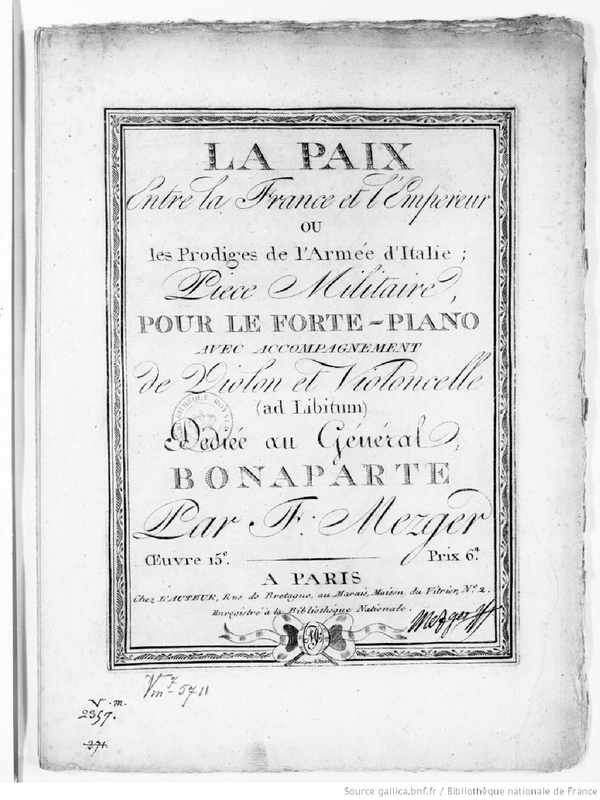 LA PAIX
Entre la France et l'Empereur
OU
les Prodiges de l'Armée d'Italie ;
Piece Militaire,
POUR LE FORTE-PIANO
AVEC ACCOMPAGNEMENT
de Violon et Violoncelle
(ad Libitum)
Dédiée au Général,
BONAPARTE
Par F. Mezger
Œuvre 15e. Prix 6tt
A PARIS
Chez L'AUTEUR, Rue de Bretagne, au Marais, Maison du Vitrier, No. 2.
Enregistré à la Bibliothèque Nationale.
Mezger
Vm7 5711
V. m.
2357.
271
Source gallica.bnf.fr / Bibliothèque nationale de France